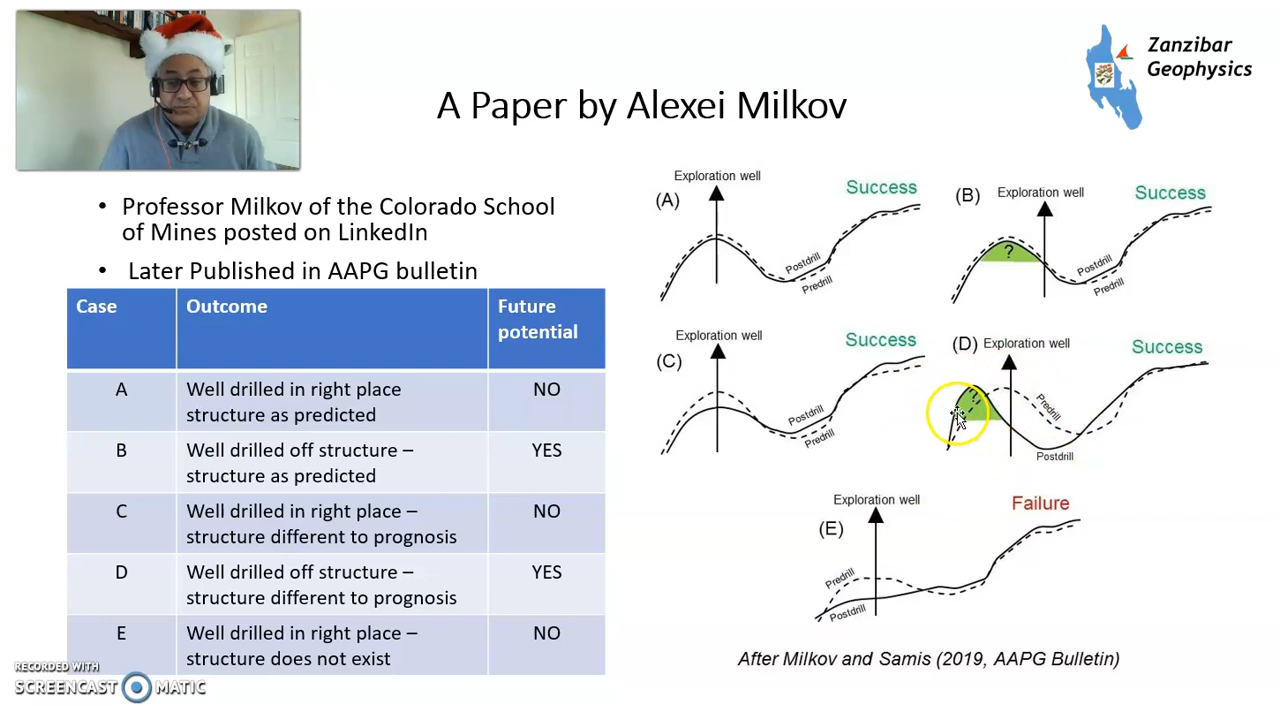 Zanzibar
Geophysics
A Paper by Alexei Milkov
• Professor Milkov of the Colorado School
of Mines posted on LinkedIn
• Later Published in AAPG bulletin
Case Outcome Future
potential
A Well drilled in right place
structure as predicted NO
B Well drilled off structure –
structure as predicted YES
C Well drilled in right place –
structure different to prognosis NO
D Well drilled off structure –
structure different to prognosis YES
E Well drilled in right place –
structure does not exist NO
(A) Exploration well Success
Postdrill
Predrill
(B) Exploration well Success
?
Postdrill
Predrill
(C) Exploration well Success
Postdrill
Predrill
(D) Exploration well Success
?
Predrill
Postdrill
(E) Exploration well Failure
Predrill
Postdrill
After Milkov and Samis (2019, AAPG Bulletin)
RECORDED WITH
SCREENCAST MATIC